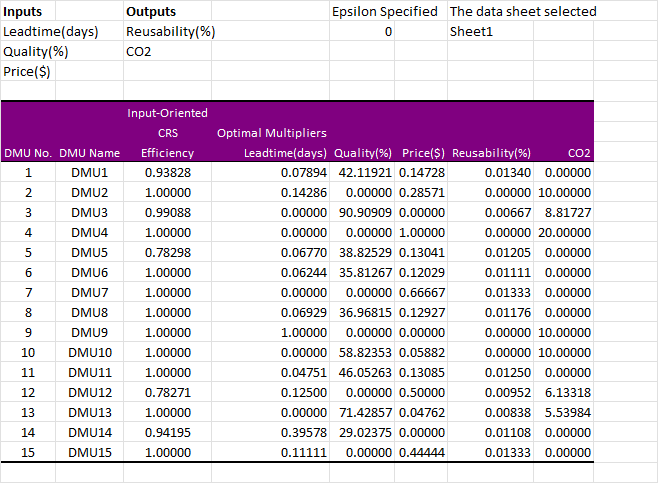 Inputs Outputs Epsilon Specified The data sheet selected
Leadtime(days) Reusability(%) 0 Sheet1
Quality(%) CO2
Price($)
Input-Oriented
CRS Optimal Multipliers
DMU No. DMU Name Efficiency Leadtime(days) Quality(%) Price($) Reusability(%) CO2
1 DMU1 0.93828 0.07894 42.11921 0.14728 0.01340 0.00000
2 DMU2 1.00000 0.14286 0.00000 0.28571 0.00000 10.00000
3 DMU3 0.99088 0.00000 90.90909 0.00000 0.00667 8.81727
4 DMU4 1.00000 0.00000 0.00000 1.00000 0.00000 20.00000
5 DMU5 0.78298 0.06770 38.82529 0.13041 0.01205 0.00000
6 DMU6 1.00000 0.06244 35.81267 0.12029 0.01111 0.00000
7 DMU7 1.00000 0.00000 0.00000 0.66667 0.01333 0.00000
8 DMU8 1.00000 0.06929 36.96815 0.12927 0.01176 0.00000
9 DMU9 1.00000 1.00000 0.00000 0.00000 0.00000 10.00000
10 DMU10 1.00000 0.00000 58.82353 0.05882 0.00000 10.00000
11 DMU11 1.00000 0.04751 46.05263 0.13085 0.01250 0.00000
12 DMU12 0.78271 0.12500 0.00000 0.50000 0.00952 6.13318
13 DMU13 1.00000 0.00000 71.42857 0.04762 0.00838 5.53984
14 DMU14 0.94195 0.39578 29.02375 0.00000 0.01108 0.00000
15 DMU15 1.00000 0.11111 0.00000 0.44444 0.01333 0.00000